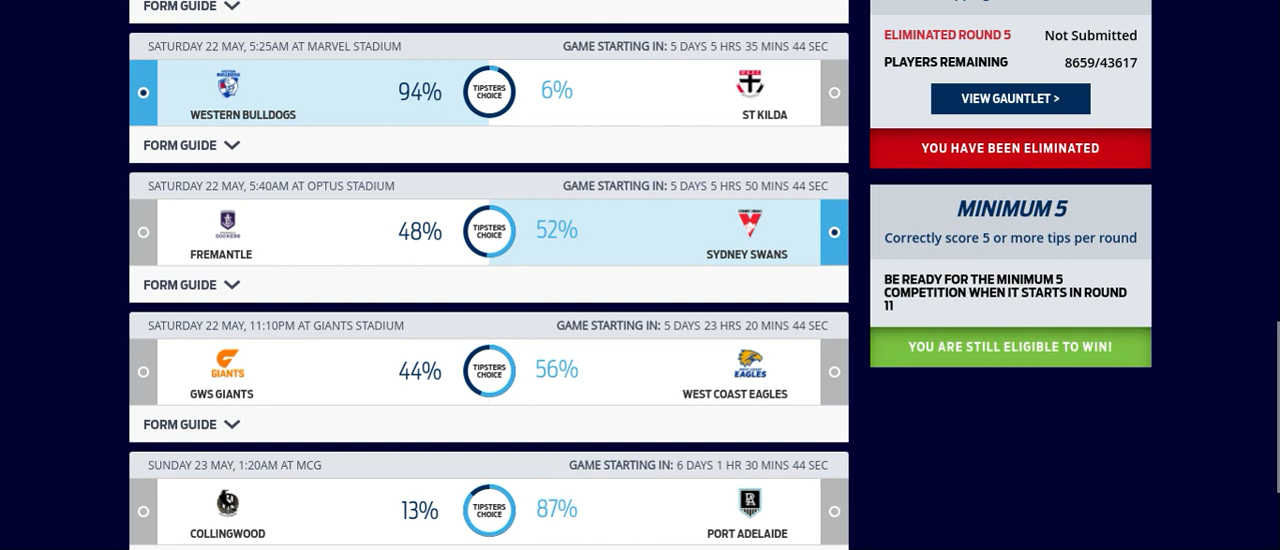 FORM GUIDE
SATURDAY 22 MAY, 5:25AM AT MARVEL STADIUM GAME STARTING IN: 5 DAYS 5 HRS 35 MINS 44 SEC
94% TIPSTERS CHOICE 6%
WESTERN BULLDOGS ST KILDA
FORM GUIDE
SATURDAY 22 MAY, 5:40AM AT OPTUS STADIUM GAME STARTING IN: 5 DAYS 5 HRS 50 MINS 44 SEC
48% TIPSTERS CHOICE 52%
FREMANTLE SYDNEY SWANS
FORM GUIDE
SATURDAY 22 MAY, 11:10PM AT GIANTS STADIUM GAME STARTING IN: 5 DAYS 23 HRS 20 MINS 44 SEC
GIANTS 44% TIPSTERS CHOICE 56% EAGLES
GWS GIANTS WEST COAST EAGLES
FORM GUIDE
SUNDAY 23 MAY, 1:20AM AT MCG GAME STARTING IN: 6 DAYS 1 HR 30 MINS 44 SEC
13% TIPSTERS CHOICE 87%
COLLINGWOOD PORT ADELAIDE
ELIMINATED ROUND 5 Not Submitted
PLAYERS REMAINING 8659/43617
VIEW GAUNTLET >
YOU HAVE BEEN ELIMINATED
MINIMUM 5
Correctly score 5 or more tips per round
BE READY FOR THE MINIMUM 5
COMPETITION WHEN IT STARTS IN ROUND
11
YOU ARE STILL ELIGIBLE TO WIN!